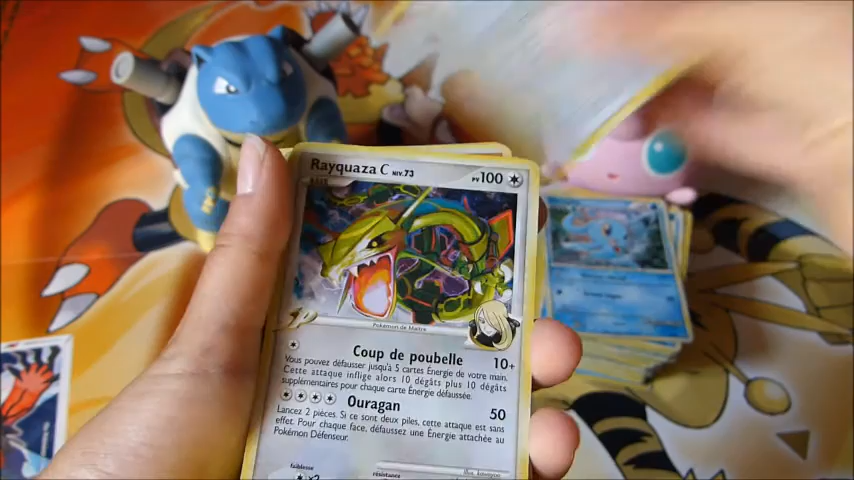 Rayquaza C NIV.73 PV 100
Pokémon de Maître
Coup de poubelle 10+
Vous pouvez défausser jusqu'à 5 cartes Énergie de votre main.
Cette attaque inflige alors 10 dégâts plus 10 dégâts
supplémentaires pour chaque carte Énergie défaussée.
Ouragan 50
Lancez 2 pièces. Si ce sont deux piles, cette attaque est sans
effet. Pour chaque face, défaussez une Énergie attachée au
Pokémon Défenseur.
faiblesse résistance
×2